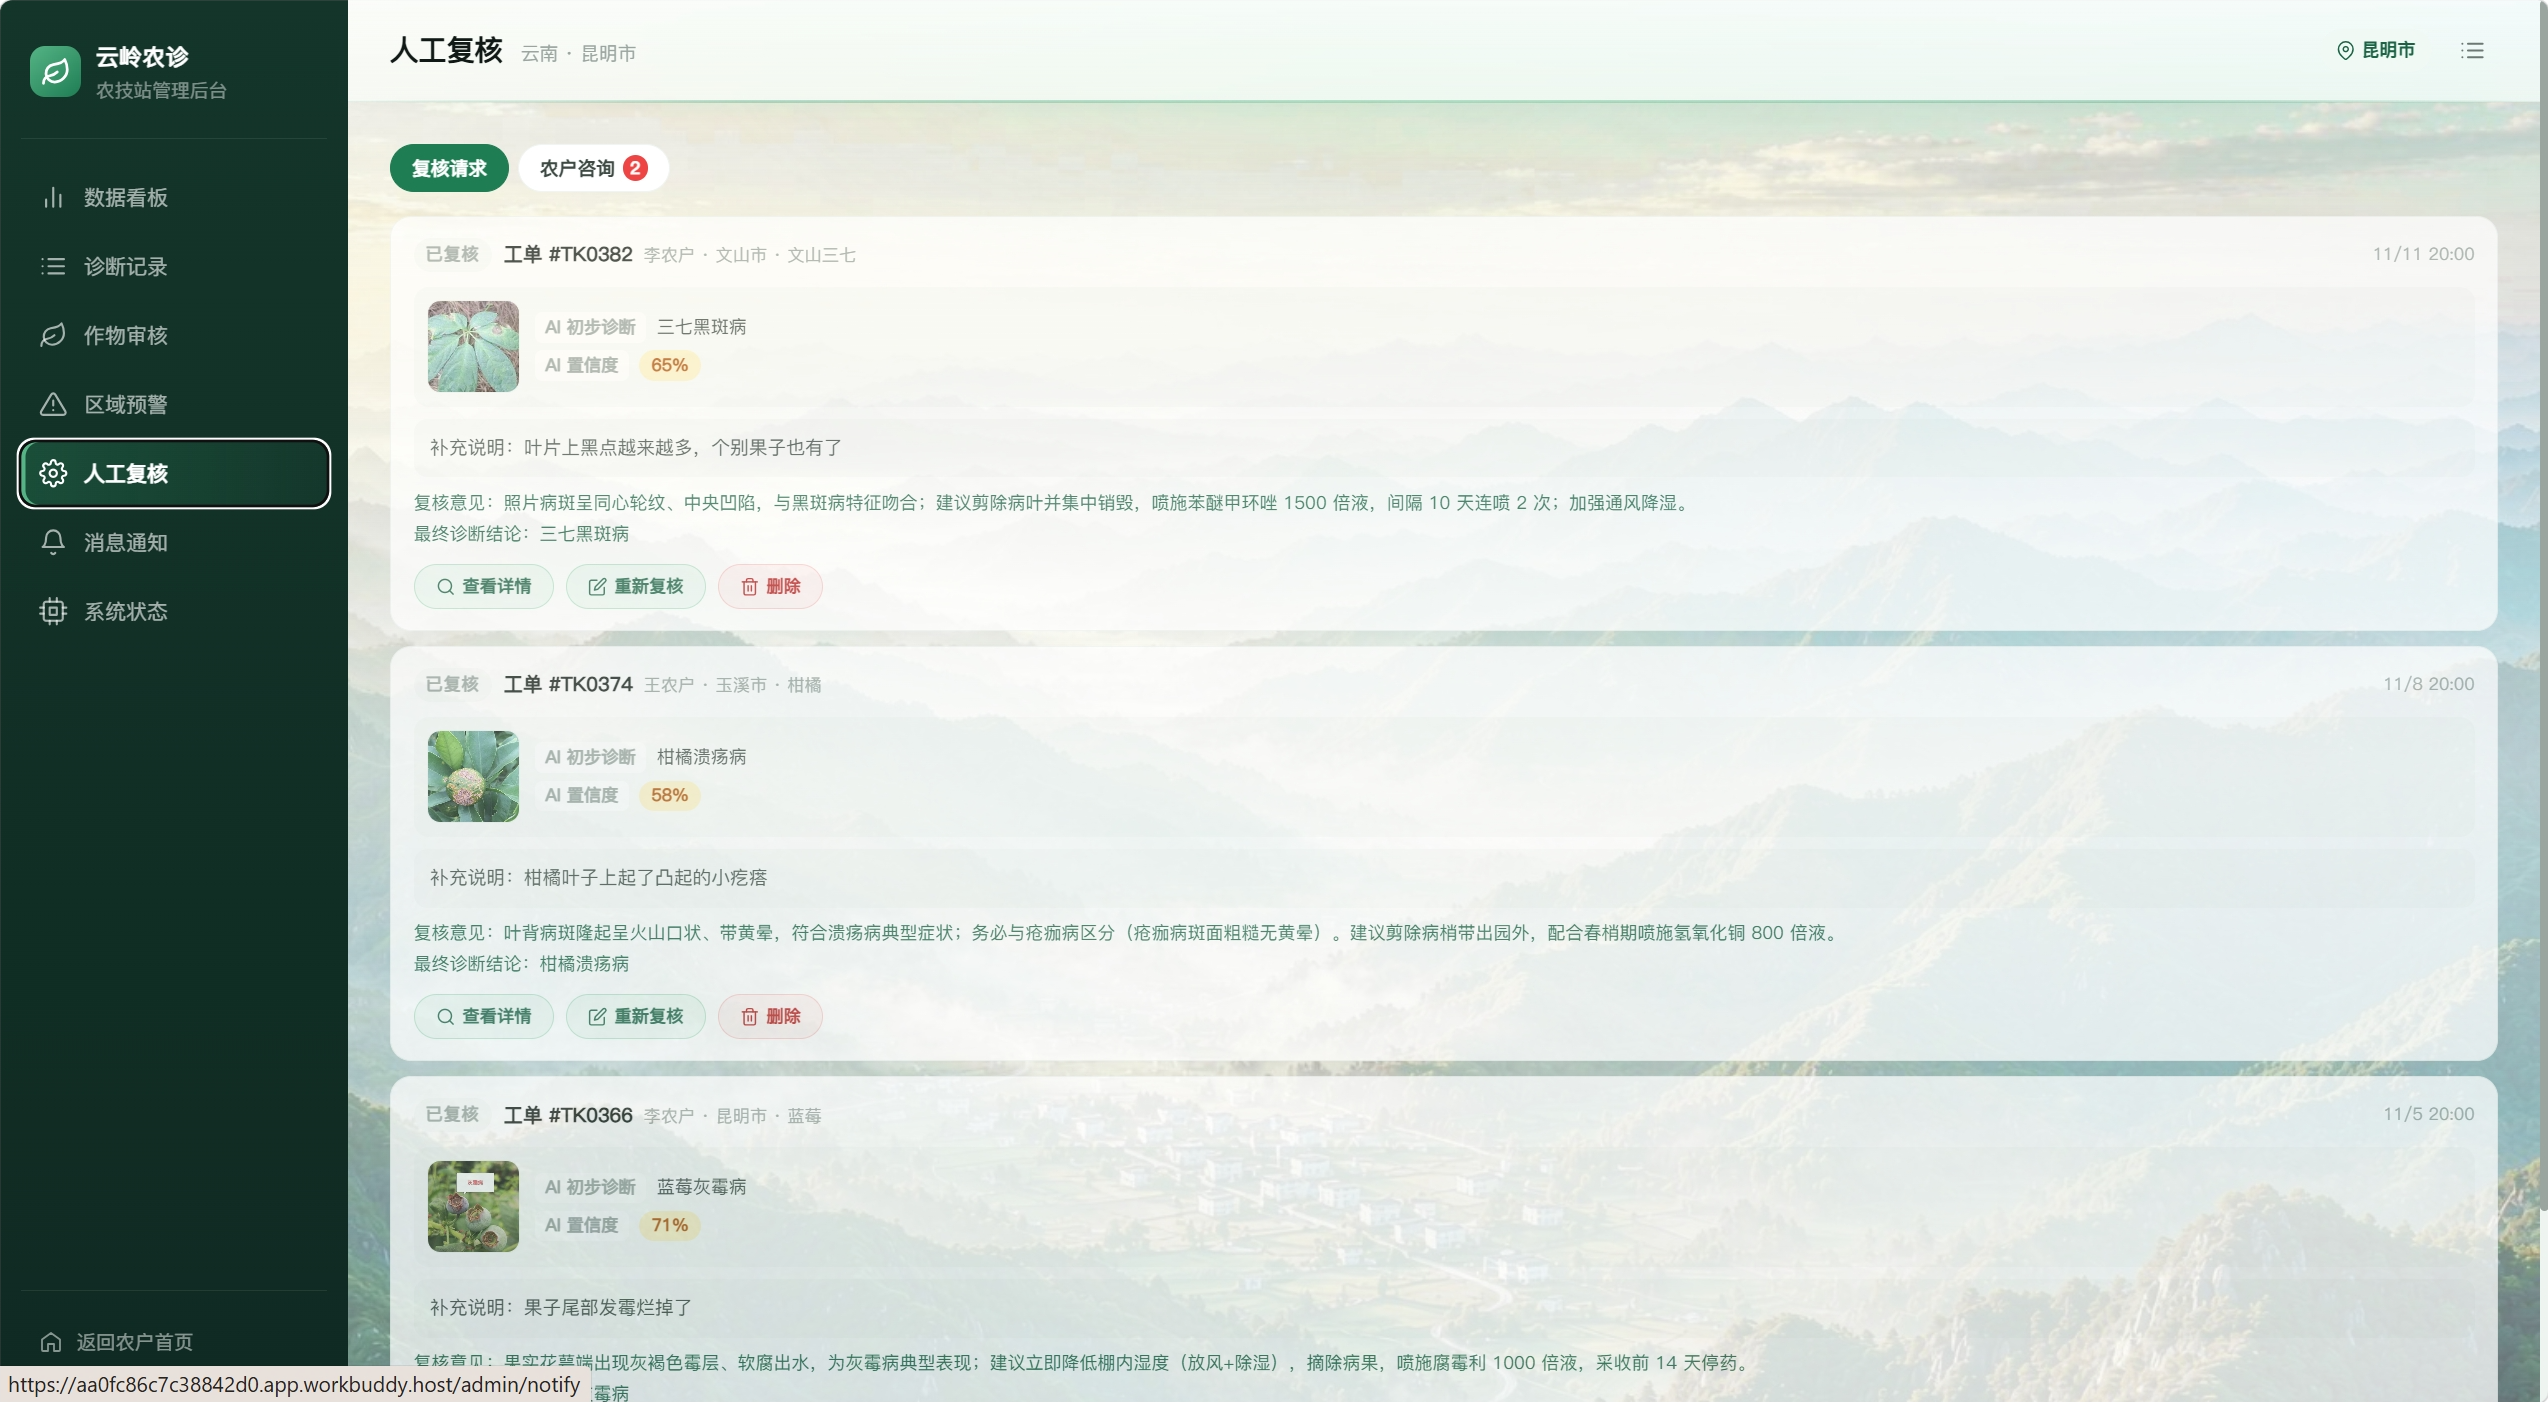 云岭农诊
农技站管理后台
数据看板
诊断记录
作物审核
区域预警
人工复核
消息通知
系统状态
返回农户首页
https://aa0fc86c7c38842d0.app.workbuddy.host/admin/notify
人工复核 云南 · 昆明市
昆明市
复核请求 农户咨询 2
已复核 工单 #TK0382 李农户 · 文山市 · 文山三七 11/11 20:00
AI 初步诊断 三七黑斑病
AI 置信度 65%
补充说明：叶片上黑点越来越多，个别果子也有了
复核意见：照片病斑呈同心轮纹、中央凹陷，与黑斑病特征吻合；建议剪除病叶并集中销毁，喷施苯醚甲环唑 1500 倍液，间隔 10 天连喷 2 次；加强通风降湿。
最终诊断结论：三七黑斑病
查看详情 重新复核 删除
已复核 工单 #TK0374 王农户 · 玉溪市 · 柑橘 11/8 20:00
AI 初步诊断 柑橘溃疡病
AI 置信度 58%
补充说明：柑橘叶子上起了凸起的小疙瘩
复核意见：叶背病斑隆起呈火山口状、带黄晕，符合溃疡病典型症状；务必与疮痂病区分（疮痂病斑面粗糙无黄晕）。建议剪除病梢带出园外，配合春梢期喷施氢氧化铜 800 倍液。
最终诊断结论：柑橘溃疡病
查看详情 重新复核 删除
已复核 工单 #TK0366 李农户 · 昆明市 · 蓝莓 11/5 20:00
AI 初步诊断 蓝莓灰霉病
AI 置信度 71%
补充说明：果子尾部发霉烂掉了
复核意见：果实花萼端出现灰褐色霉层、软腐出水，为灰霉病典型表现；建议立即降低棚内湿度（放风+除湿），摘除病果，喷施腐霉利 1000 倍液，采收前 14 天停药。
霉病